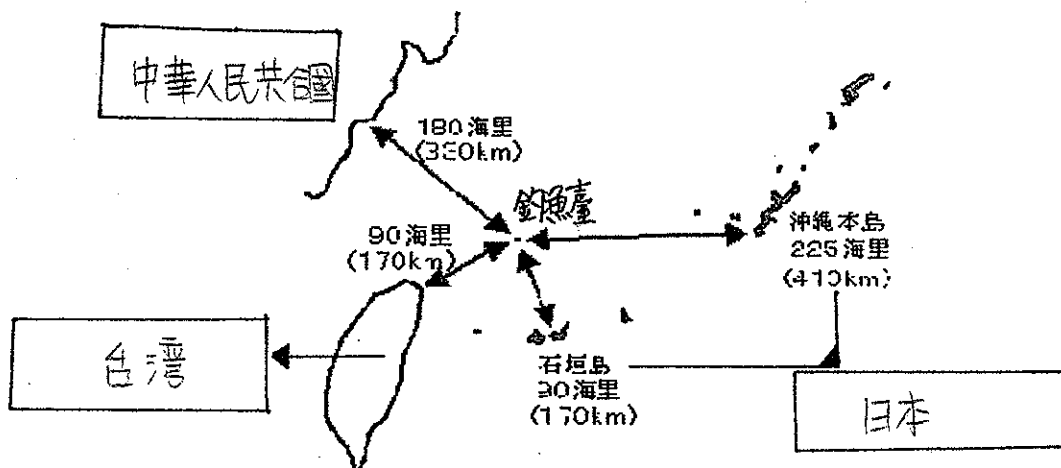 中華人民共合國
180海里
(330km)
釣魚臺
90海里
(170km)
沖縄本島
225海里
(410km)
台湾
石垣島
90海里
(170km)
日本